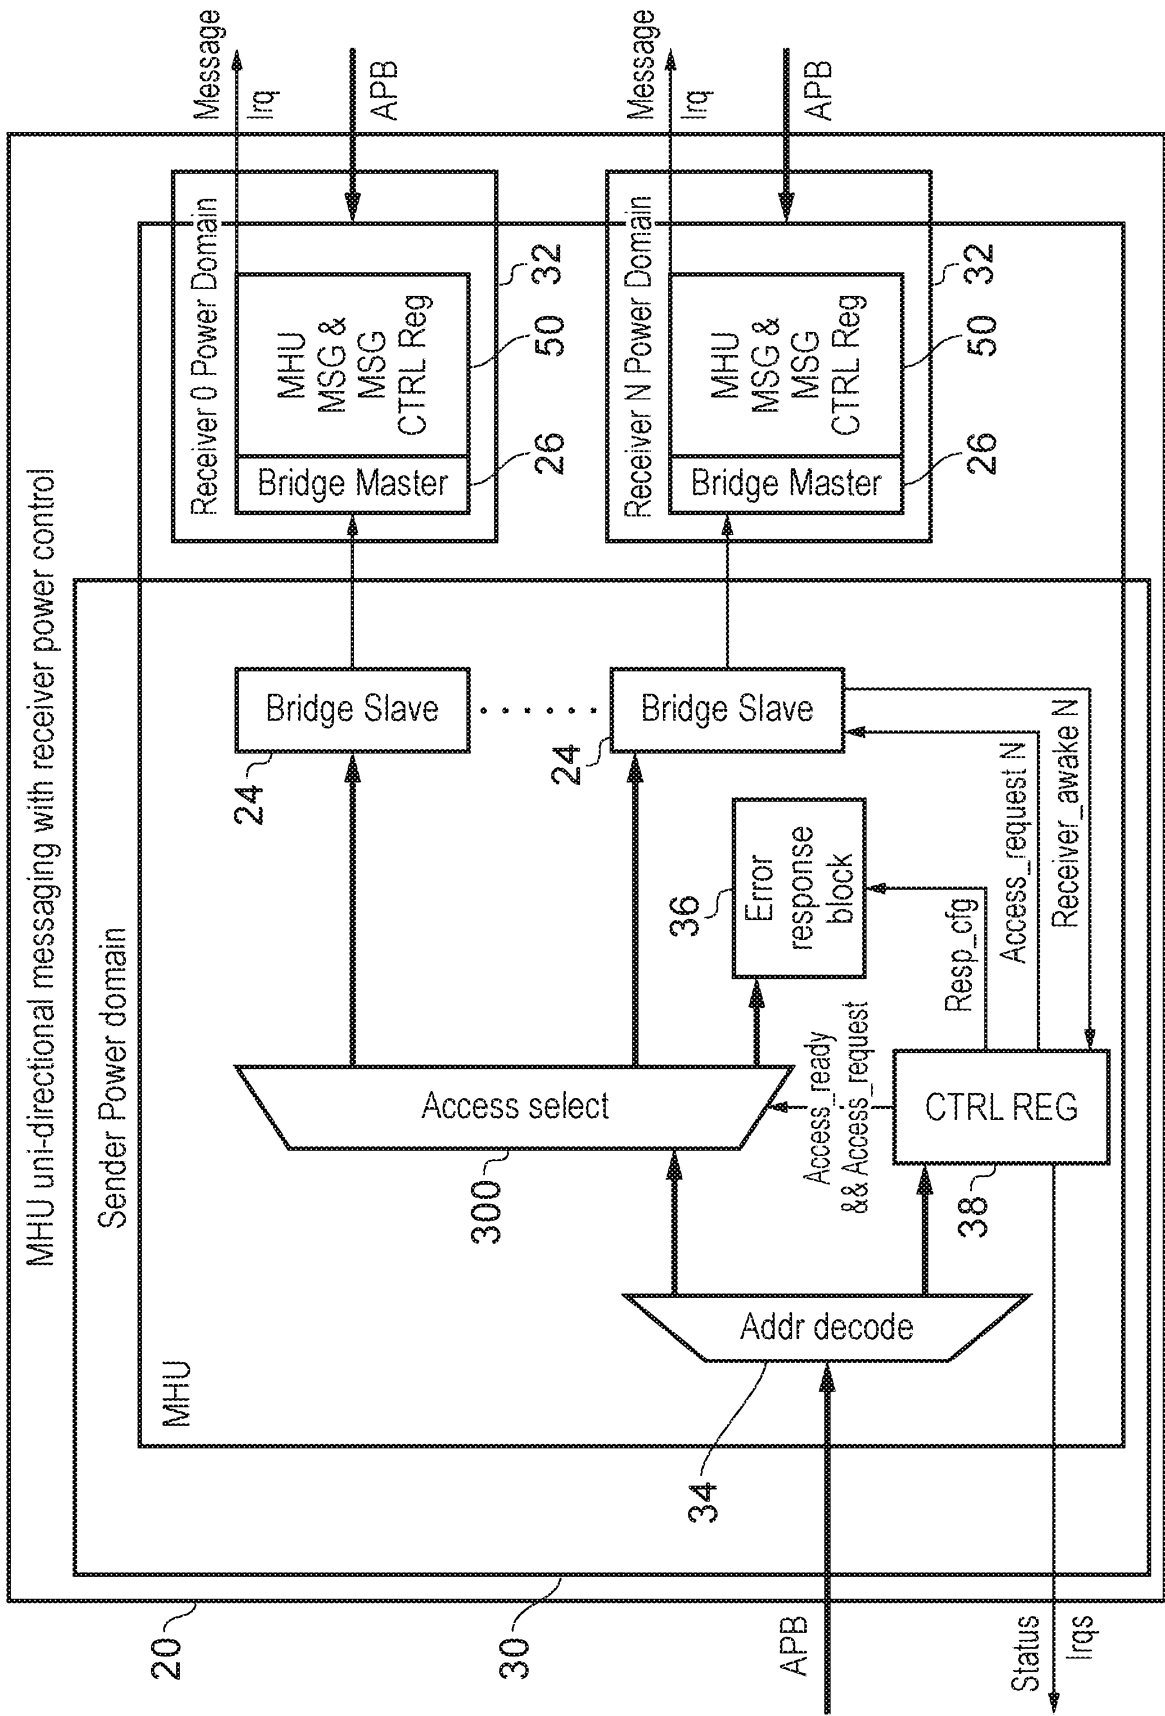 MHU uni-directional messaging with receiver power control
20
30
Sender Power domain
MHU
APB
34
Addr decode
300
Access select
Access_ready
&& Access_request
38
CTRL REG
Status
Irqs
36
Error
response
block
Resp_cfg
Access_request N
Receiver_awake N
24
Bridge Slave
24
Bridge Slave
Receiver 0 Power Domain
Bridge Master
26
MHU
MSG &
MSG
CTRL Reg
50
32
Message
Irq
APB
Receiver N Power Domain
Bridge Master
26
MHU
MSG &
MSG
CTRL Reg
50
32
Message
Irq
APB